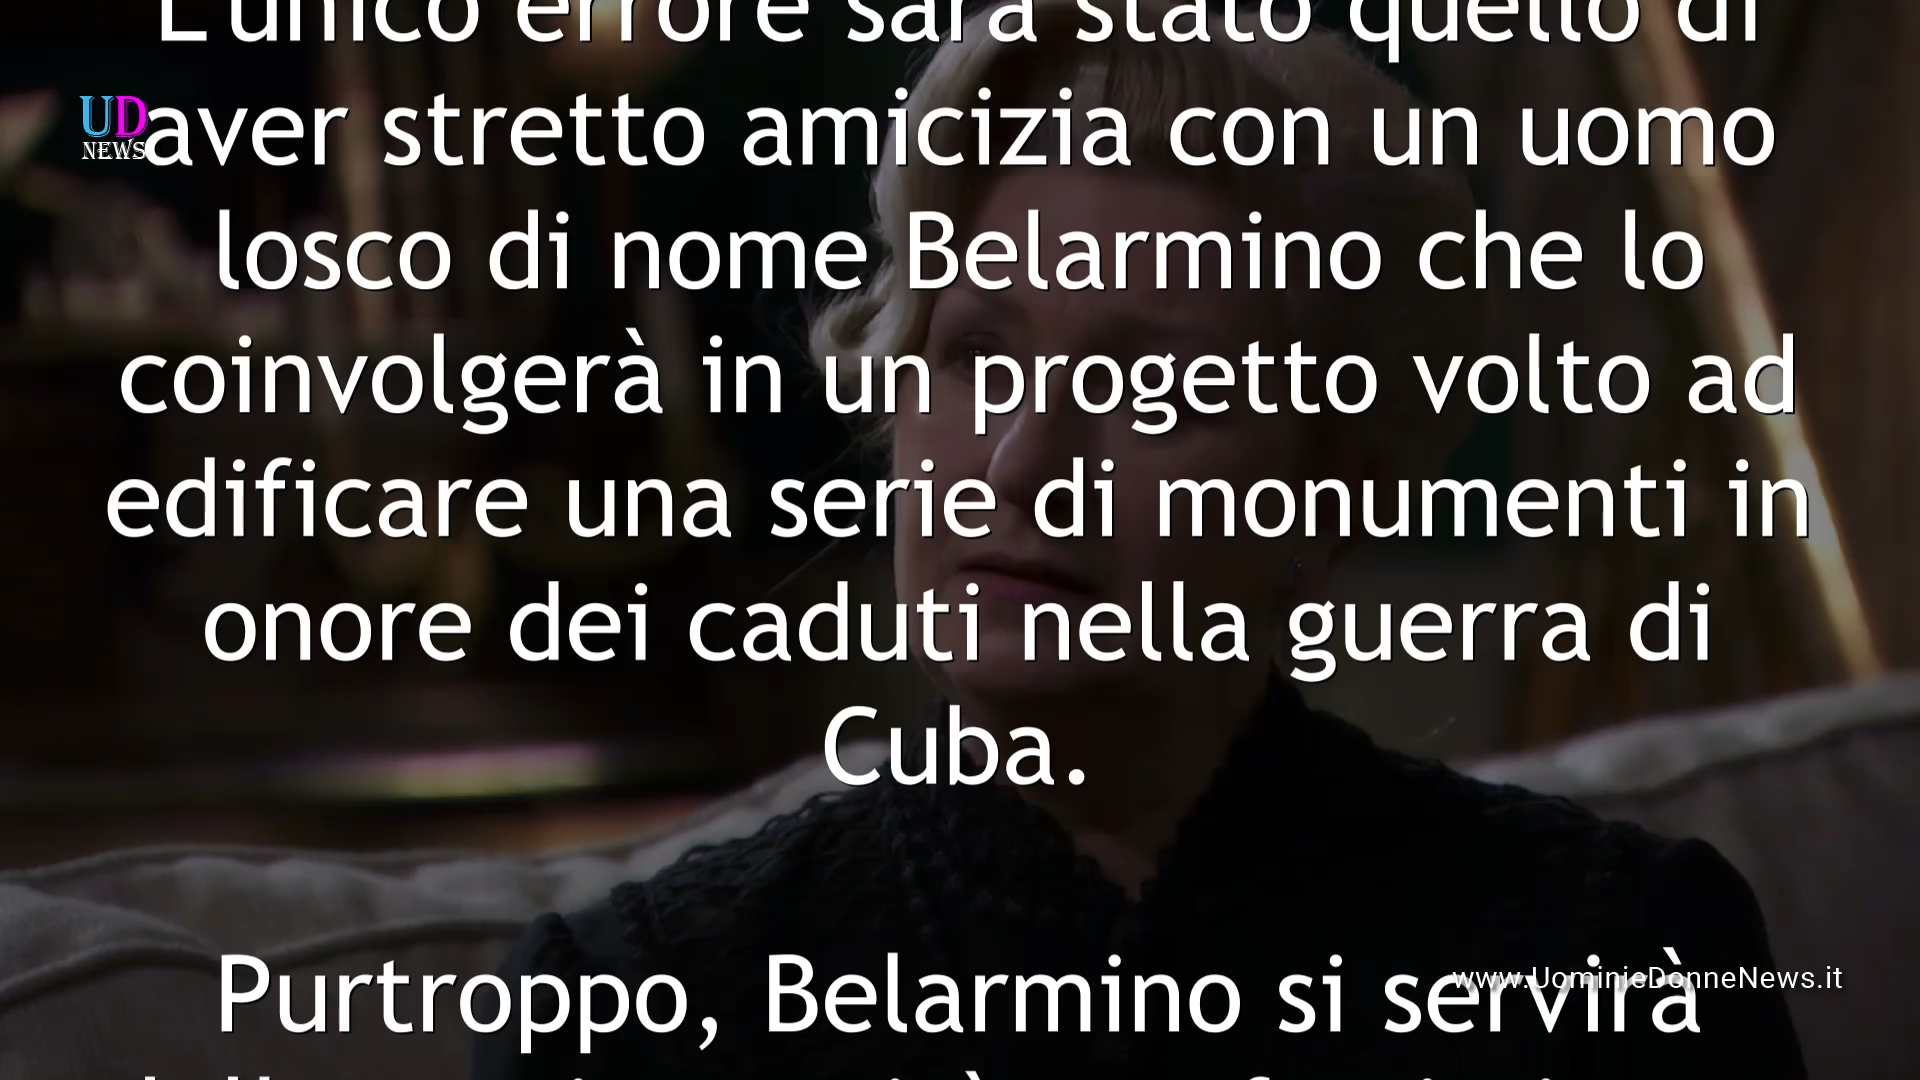 L'unico errore sarà stato quello di
UD
NEWS
aver stretto amicizia con un uomo
losco di nome Belarmino che lo
coinvolgerà in un progetto volto ad
edificare una serie di monumenti in
onore dei caduti nella guerra di
Cuba.
Purtroppo, Belarmino si servirà
www.UominieDonneNews.it